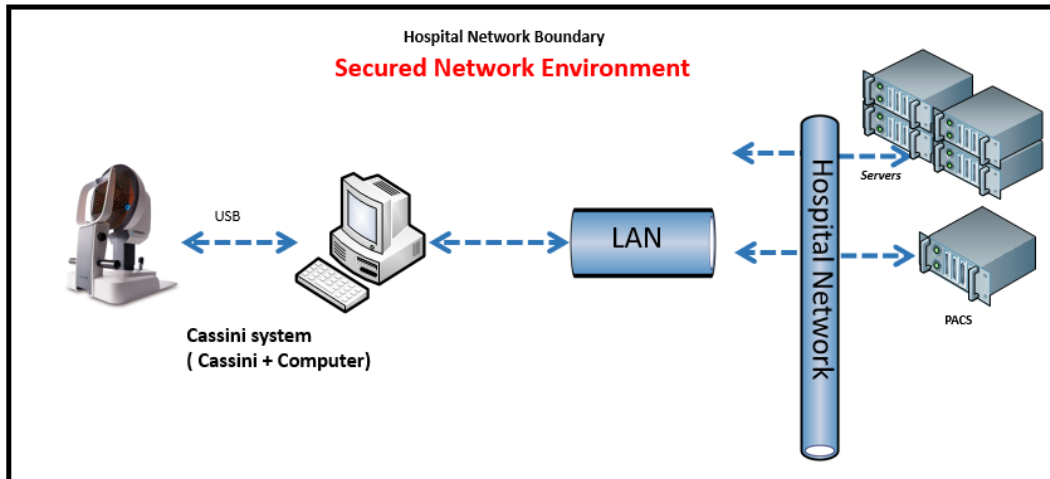 Hospital Network Boundary
Secured Network Environment
USB
LAN
Hospital Network
Servers
PACS
Cassini system
( Cassini + Computer)